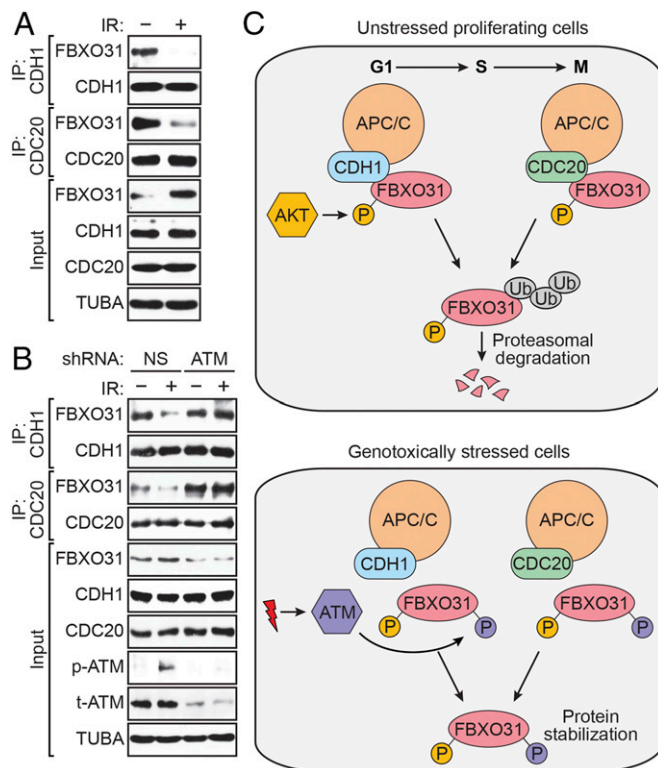 A
IR: – +
IP: CDH1
FBXO31
CDH1
IP: CDC20
FBXO31
CDC20
Input
FBXO31
CDH1
CDC20
TUBA
B
shRNA: NS ATM
IR: – + – +
IP: CDH1
FBXO31
CDH1
IP: CDC20
FBXO31
CDC20
Input
FBXO31
CDH1
CDC20
p-ATM
t-ATM
TUBA
C
Unstressed proliferating cells
G1 S M
APC/C APC/C
CDH1 CDC20
FBXO31 FBXO31
AKT P P
Ub Ub Ub
FBXO31
P
Proteasomal
degradation
Genotoxically stressed cells
APC/C APC/C
CDH1 CDC20
ATM FBXO31 FBXO31
P P P P
FBXO31
P P
Protein
stabilization